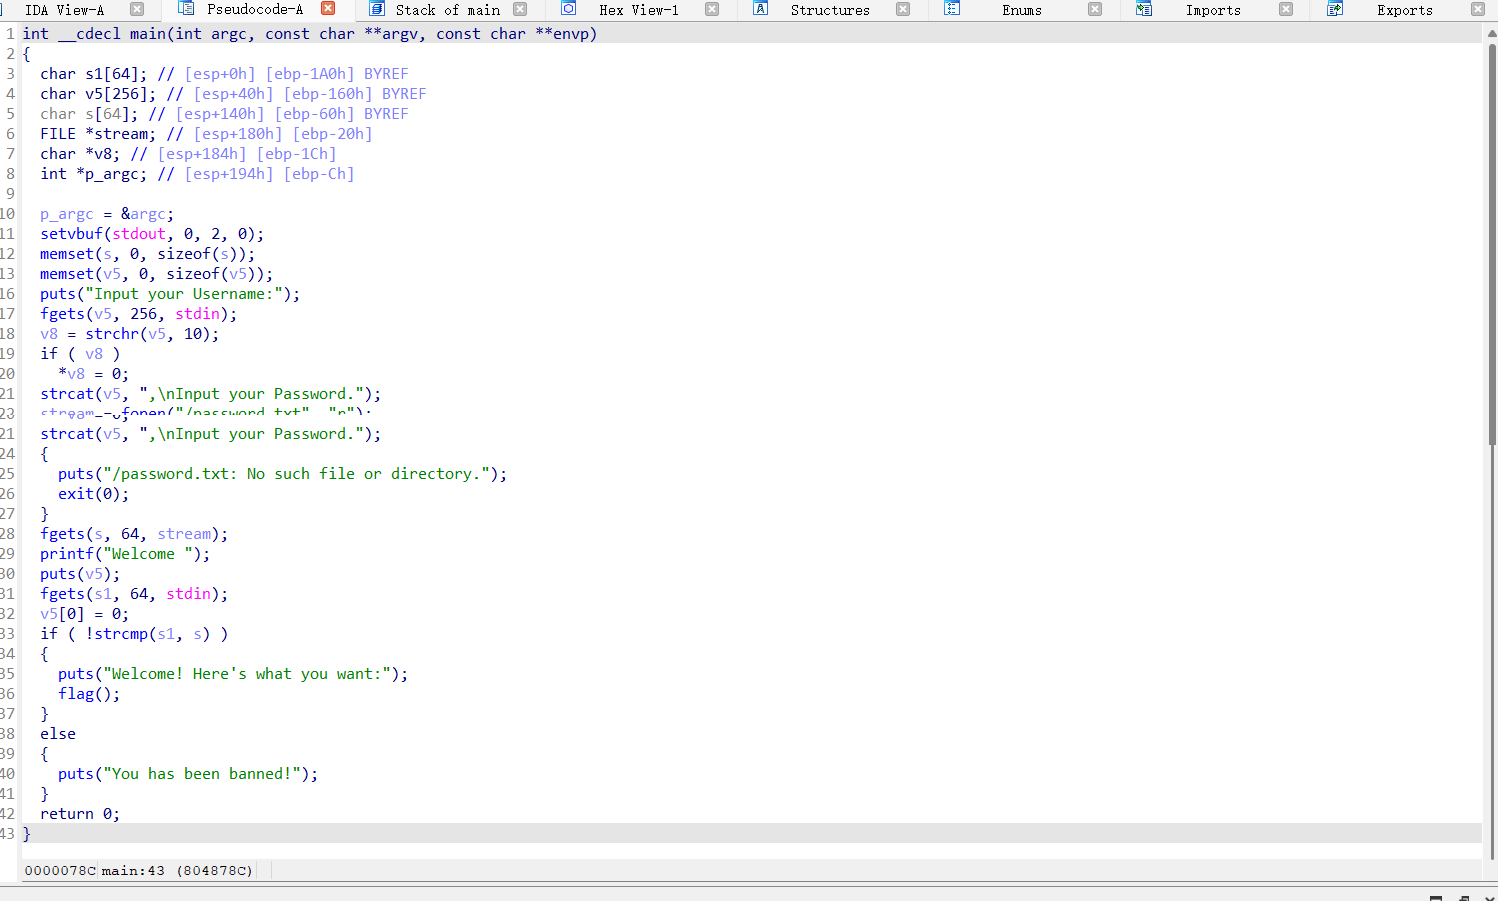 IDA View-A Pseudocode-A Stack of main Hex View-1 Structures Enums Imports Exports
1 int __cdecl main(int argc, const char **argv, const char **envp)
2 {
3 char s1[64]; // [esp+0h] [ebp-1A0h] BYREF
4 char v5[256]; // [esp+40h] [ebp-160h] BYREF
5 char s[64]; // [esp+140h] [ebp-60h] BYREF
6 FILE *stream; // [esp+180h] [ebp-20h]
7 char *v8; // [esp+184h] [ebp-1Ch]
8 int *p_argc; // [esp+194h] [ebp-Ch]
9
10 p_argc = &argc;
11 setvbuf(stdout, 0, 2, 0);
12 memset(s, 0, sizeof(s));
13 memset(v5, 0, sizeof(v5));
16 puts("Input your Username:");
17 fgets(v5, 256, stdin);
18 v8 = strchr(v5, 10);
19 if ( v8 )
20 *v8 = 0;
21 strcat(v5, ",\nInput your Password.");
23 fopen("/password.txt", "r");
21 strcat(v5, ",\nInput your Password.");
24 {
25 puts("/password.txt: No such file or directory.");
26 exit(0);
27 }
28 fgets(s, 64, stream);
29 printf("Welcome ");
30 puts(v5);
31 fgets(s1, 64, stdin);
32 v5[0] = 0;
33 if ( !strcmp(s1, s) )
34 {
35 puts("Welcome! Here's what you want:");
36 flag();
37 }
38 else
39 {
40 puts("You has been banned!");
41 }
42 return 0;
43 }
0000078C main:43 (804878C)